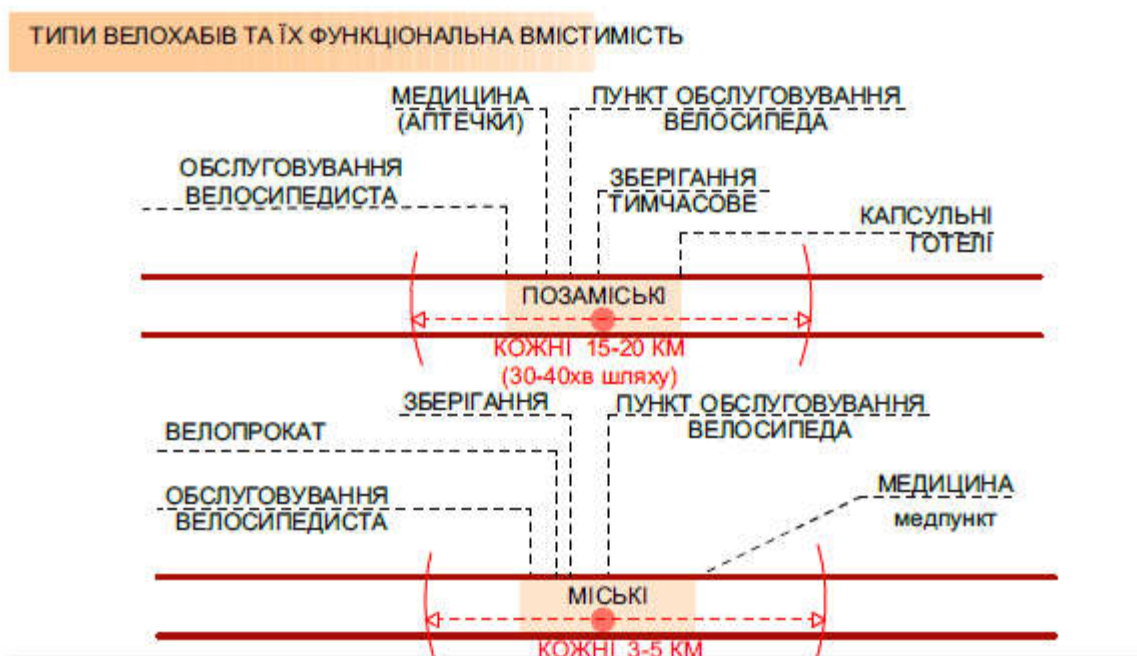 ТИПИ ВЕЛОХАБІВ ТА ЇХ ФУНКЦІОНАЛЬНА ВМІСТИМІСТЬ
МЕДИЦИНА
(АПТЕЧКИ)
ПУНКТ ОБСЛУГОВУВАННЯ
ВЕЛОСИПЕДА
ОБСЛУГОВУВАННЯ
ВЕЛОСИПЕДИСТА
ЗБЕРІГАННЯ
ТИМЧАСОВЕ
КАПСУЛЬНІ
ГОТЕЛІ
ПОЗАМІСЬКІ
КОЖНІ 15-20 КМ
(30-40хв шляху)
ЗБЕРІГАННЯ
ПУНКТ ОБСЛУГОВУВАННЯ
ВЕЛОСИПЕДА
ВЕЛОПРОКАТ
ОБСЛУГОВУВАННЯ
ВЕЛОСИПЕДИСТА
МЕДИЦИНА
медпункт
МІСЬКІ
КОЖНІ 3-5 КМ